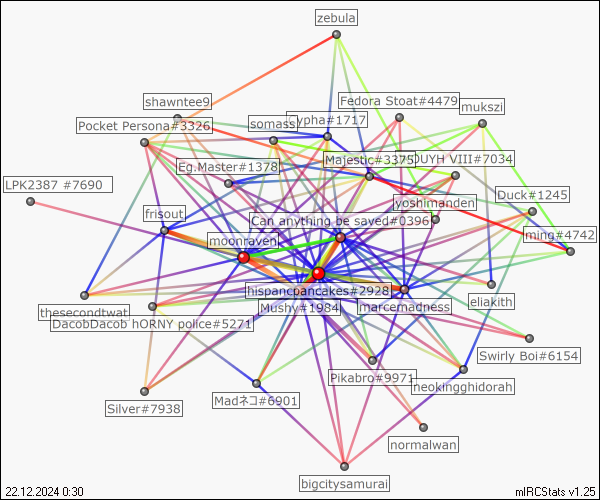 zebula
shawntee9
Fedora Stoat#4479
mukszi
Pocket Persona#3326
somass
Cypha#1717
Eg.Master#1378
Majestic#3375
OUYH VIII#7034
LPK2387 #7690
frisout
Can anything be saved#0396
lyoshimanden
Duck#1245
moonraven
ming#4742
thesecondtwat
hispancpancakes#2928
eliakith
DacobDacob hORNY police#5271
Mushy#1984
marcemadness
Swirly Boi#6154
Pikabro#9971
neokingghidorah
Silver#7938
Madネコ#6901
normalwan
bigcitysamurai
22.12.2024 0:30
mIRCStats v1.25